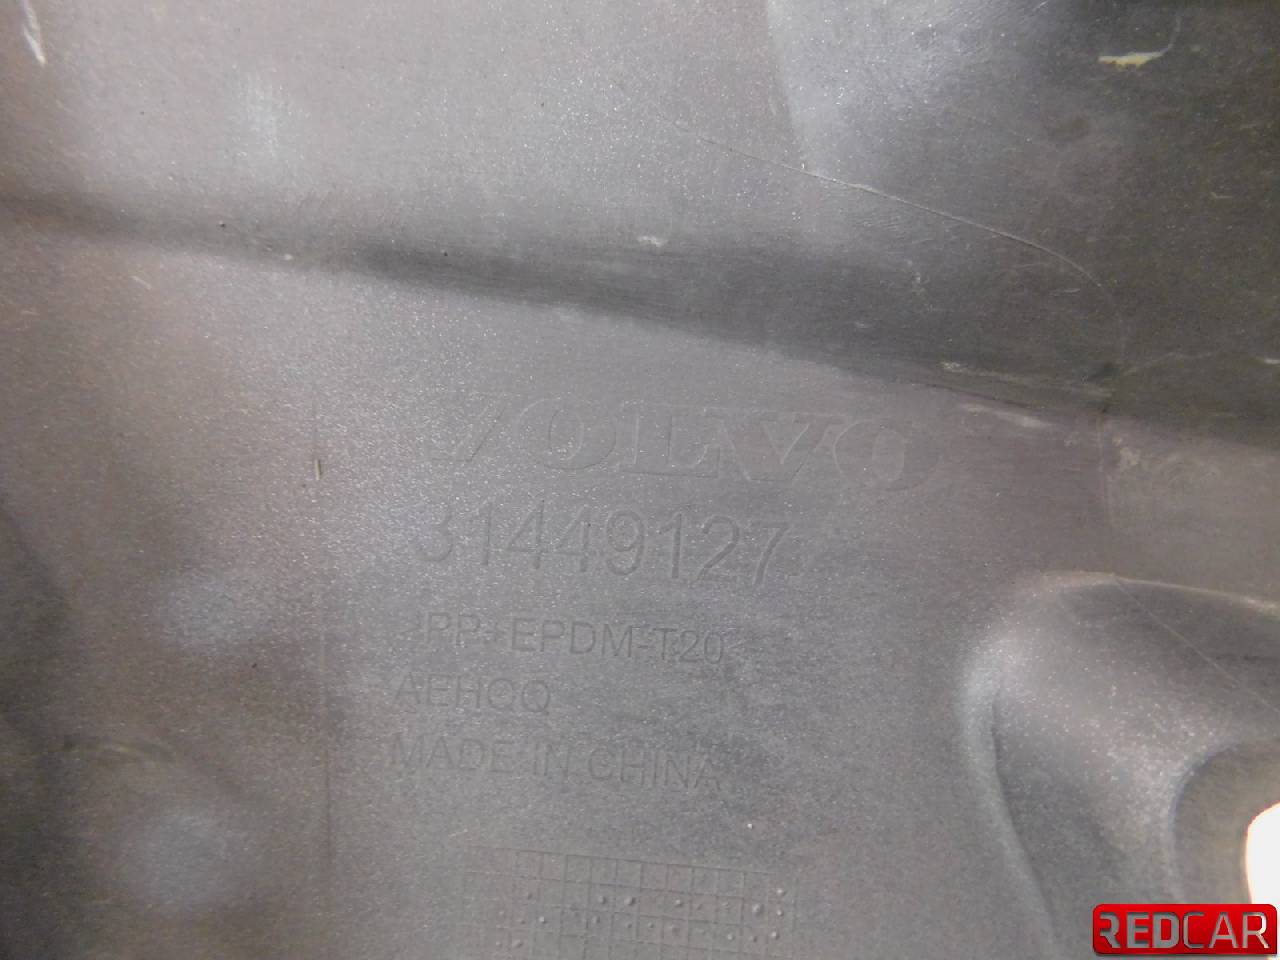 VOLVO
31449127
>PP+EPDM-T20<
AEHQQ
MADE IN CHINA
REDCAR